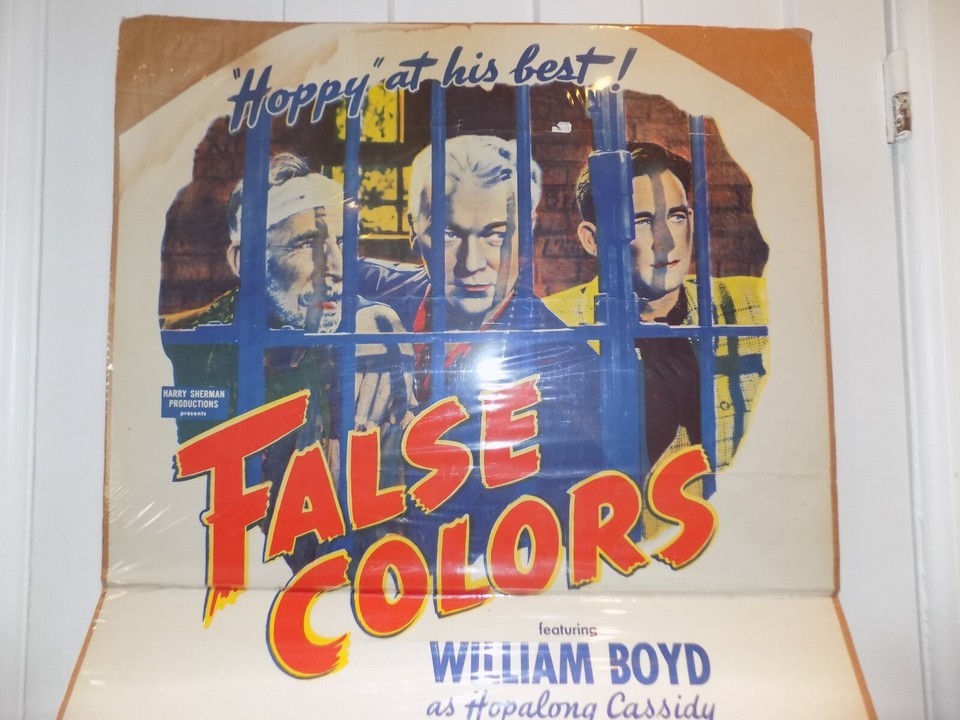 "Hoppy" at his best!
HARRY SHERMAN
PRODUCTIONS
presents
FALSE
COLORS
featuring
WILLIAM BOYD
as Hopalong Cassidy